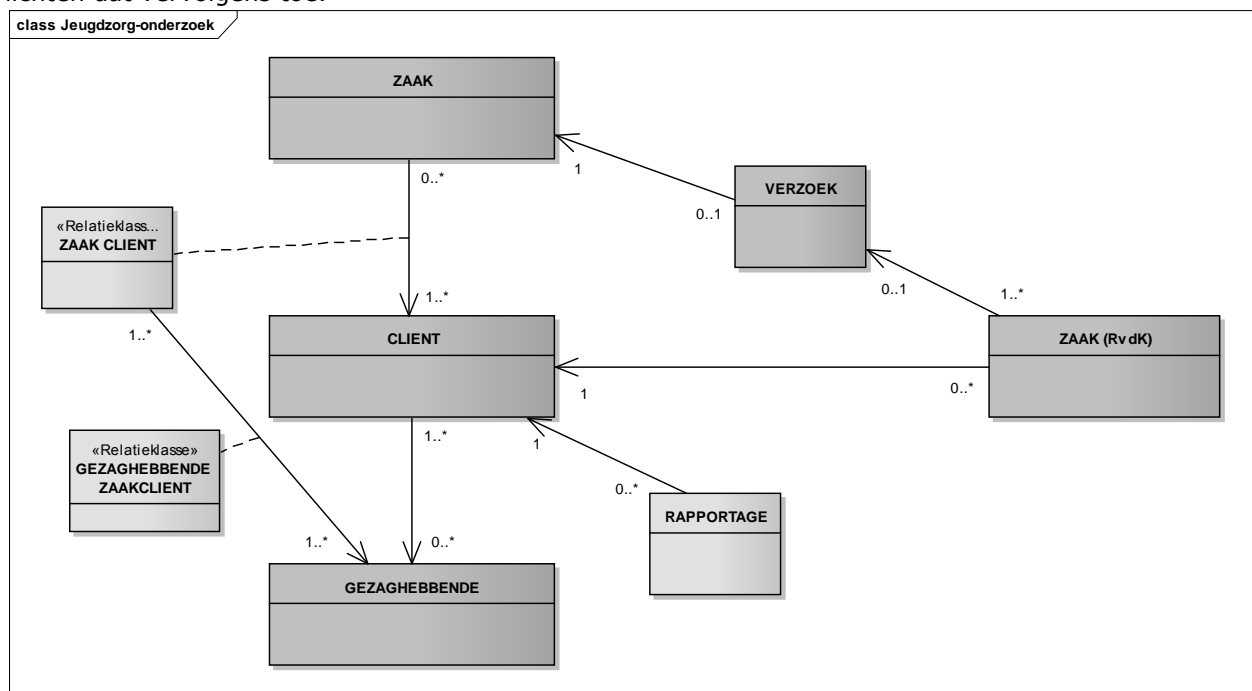 class Jeugdzorg-onderzoek
ZAAK
0..*
1
VERZOEK
0..1
«Relatieklass...
ZAAK CLIENT
1..*
0..1
1..*
1..*
CLIENT
ZAAK (RvdK)
1
0..*
1..*
1
«Relatieklasse»
GEZAGHEBBENDE
ZAAKCLIENT
0..*
RAPPORTAGE
1..*
0..*
GEZAGHEBBENDE